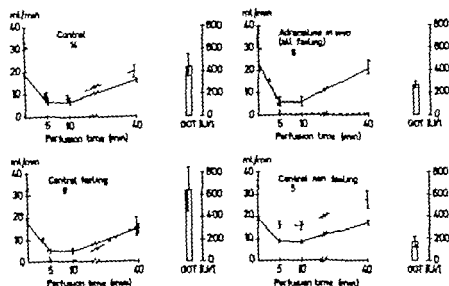 ml/min
Control
14
40
30
20
10
0
5 10 40
Perfusion time (min)
800
600
400
200
0
GOT (U/l)
ml/min
Adrenaline in vivo
(all failing)
8
40
30
20
10
0
5 10 40
Perfusion time (min)
800
600
400
200
0
GOT (U/l)
ml/min
Control failing
9
40
30
20
10
0
5 10 40
Perfusion time (min)
800
600
400
200
0
GOT (U/l)
ml/min
Control non failing
5
40
30
20
10
0
5 10 40
Perfusion time (min)
800
600
400
200
0
GOT (U/l)